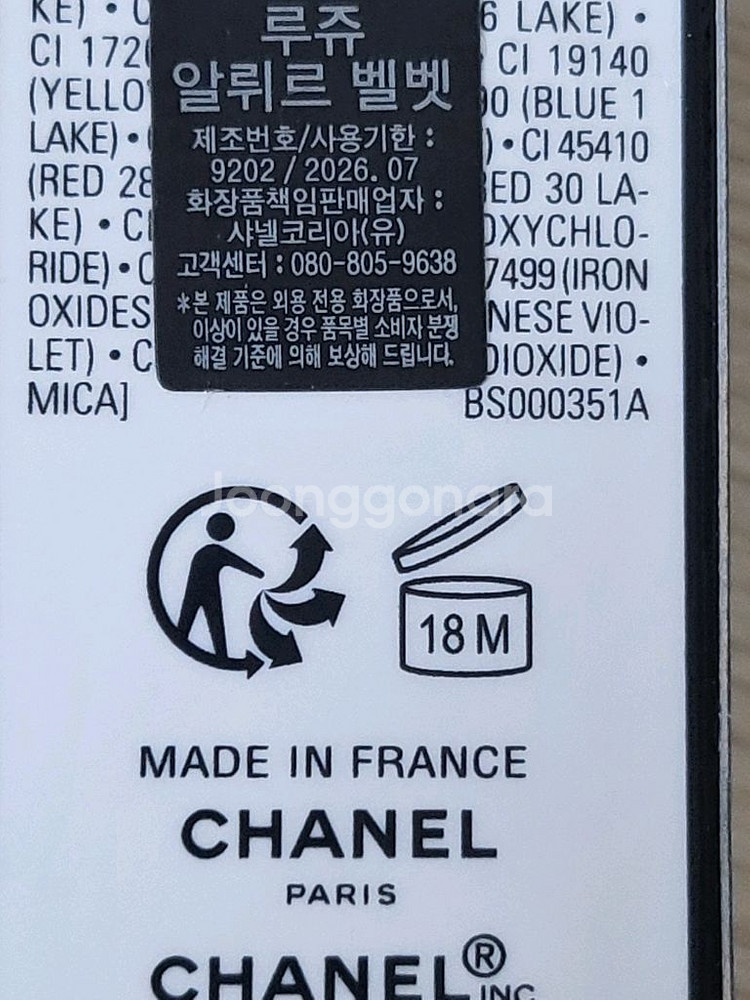 KE) •
6 LAKE) •
루쥬
CI 172
CI 19140
알뤼르 벨벳
(YELLO
(BLUE 1
LAKE) •
) • CI 45410
제조번호/사용기한 :
9202 / 2026. 07
(RED 28
RED 30 LA-
화장품책임판매업자 :
KE) •
OXYCHLO-
샤넬코리아(유)
RIDE) •
7499 (IRON
고객센터 : 080-805-9638
OXIDES
NESE VIO-
*본 제품은 외용 전용 화장품으로서,
이상이 있을 경우 품목별 소비자 분쟁
LET) •
DIOXIDE) •
해결 기준에 의해 보상해 드립니다.
MICA]
BS000351A
Joonggonara
18 M
MADE IN FRANCE
CHANEL
PARIS
CHANEL® INC